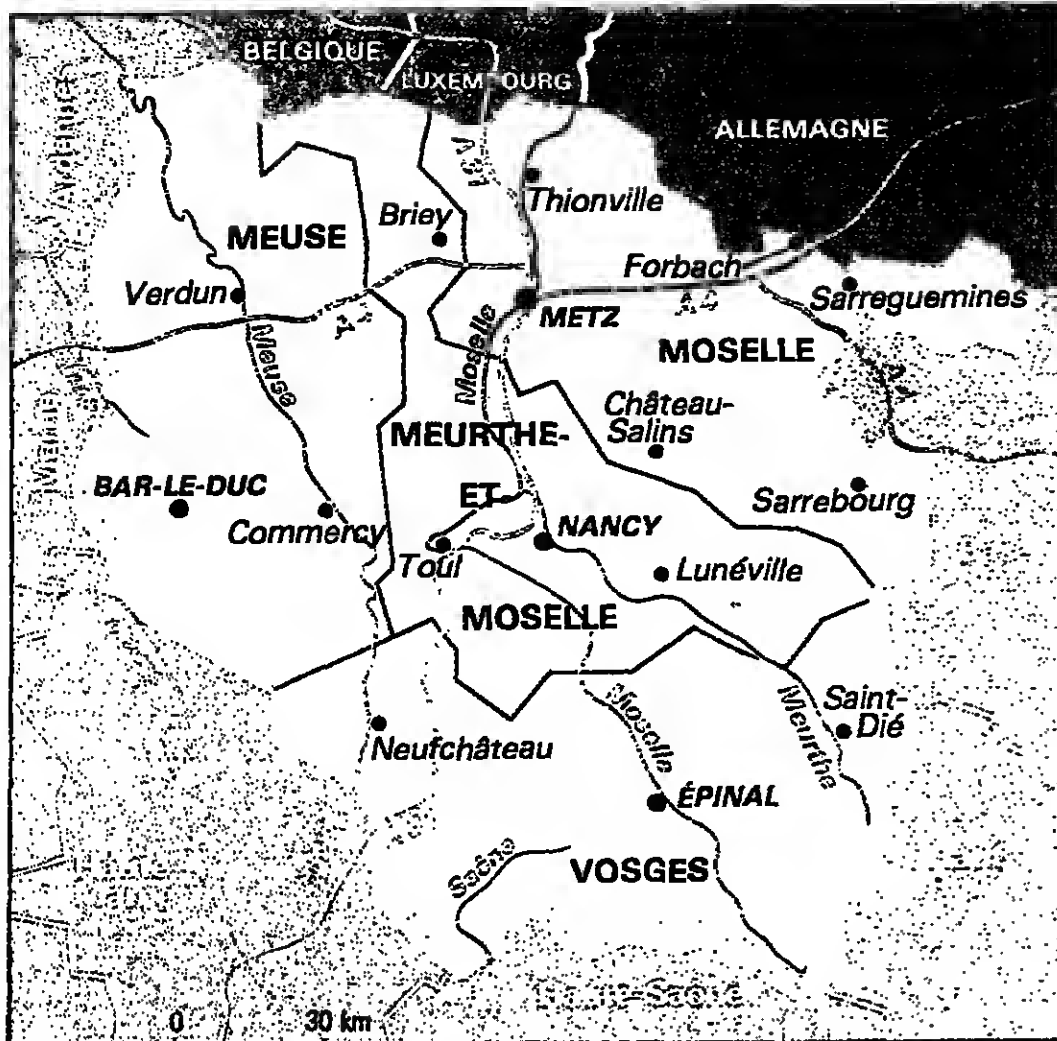 BELGIQUE
LUXEMBOURG
ALLEMAGNE
Thionville
Briey
MEUSE
Forbach
Verdun
Sarreguemines
A 4
METZ
MOSELLE
Moselle
Meuse
Château-
Salins
MEURTHE-
BAR-LE-DUC
ET
Sarrebourg
Commercy
NANCY
Toul
Lunéville
MOSELLE
Saint-
Dié
Meurthe
Moselle
Neufchâteau
ÉPINAL
Saône
VOSGES
0 30 km